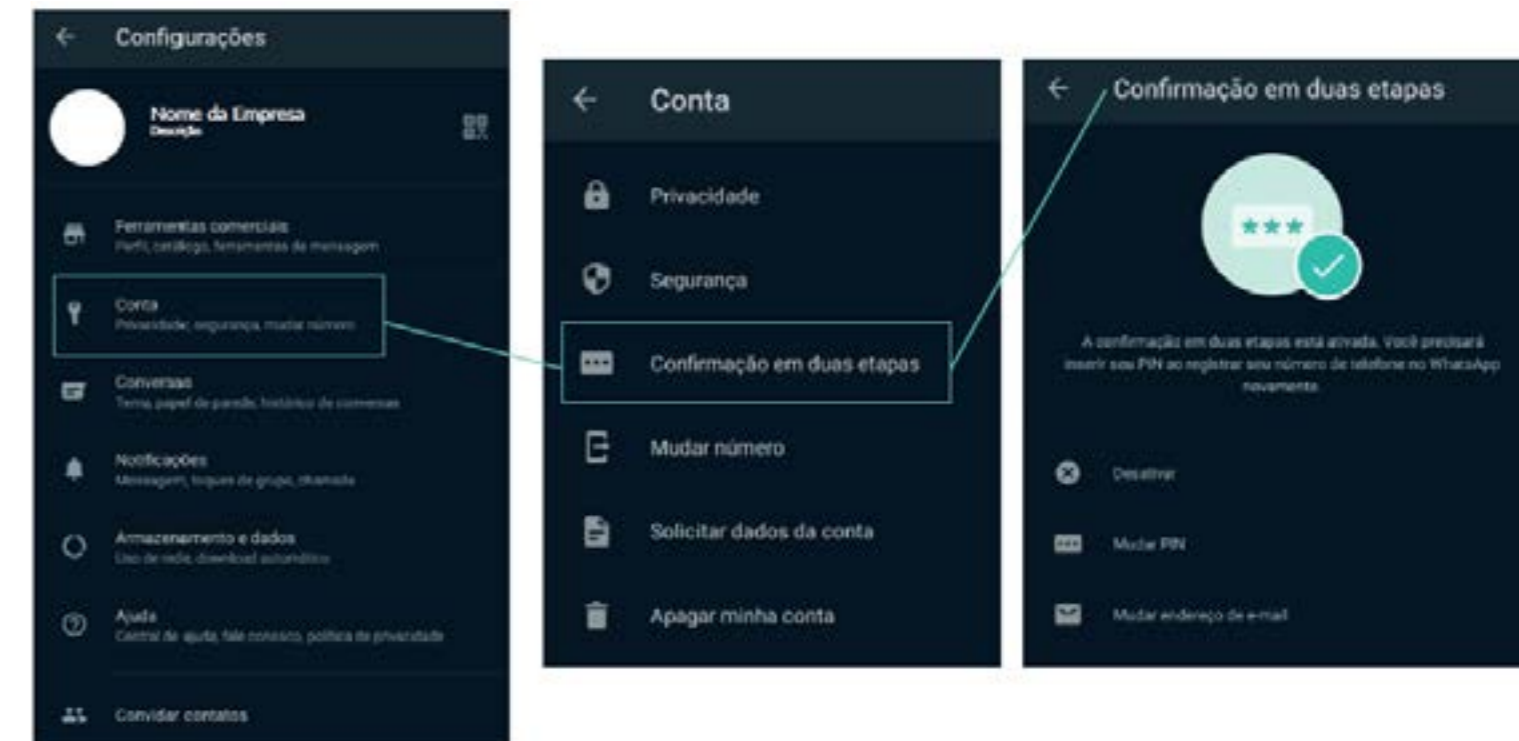 Configurações
Nome da Empresa
Descrição
Ferramentas comerciais
Perfil, catálogo, ferramentas de mensagem
Conta
Privacidade, segurança, mudar número
Conversas
Tema, papel de parede, histórico de conversas
Notificações
Mensagem, toques de grupo, chamada
Armazenamento e dados
Uso de rede, download automático
Ajuda
Central de ajuda, fale conosco, política de privacidade
Convidar contatos
Conta
Privacidade
Segurança
Confirmação em duas etapas
Mudar número
Solicitar dados da conta
Apagar minha conta
Confirmação em duas etapas
***
A confirmação em duas etapas está ativada. Você precisará
inserir seu PIN ao registrar seu número de telefone no WhatsApp
novamente.
Desativar
Mudar PIN
Mudar endereço de e-mail